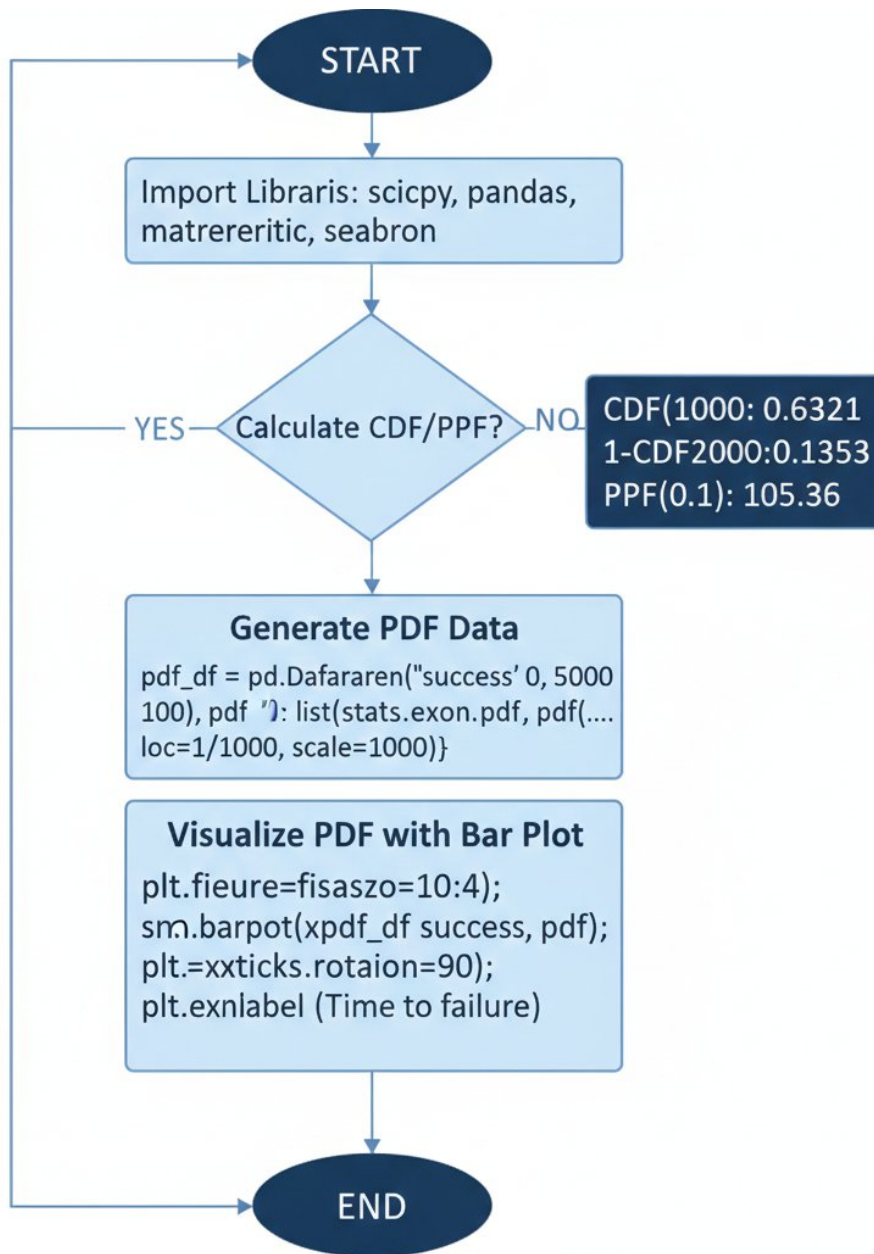 START
Import Libraris: scicpy, pandas,
matrereritic, seabron
YES
Calculate CDF/PPF?
NO
CDF(1000: 0.6321
1-CDF2000:0.1353
PPF(0.1): 105.36
Generate PDF Data
pdf_df = pd.Dafararen("success' 0, 5000
100), pdf "): list(stats.exon.pdf, pdf(....
loc=1/1000, scale=1000)}
Visualize PDF with Bar Plot
plt.fieure=fisaszo=10:4);
sm.barpot(xpdf_df success, pdf);
plt.=xxticks.rotaion=90);
plt.exnlabel (Time to failure)
END